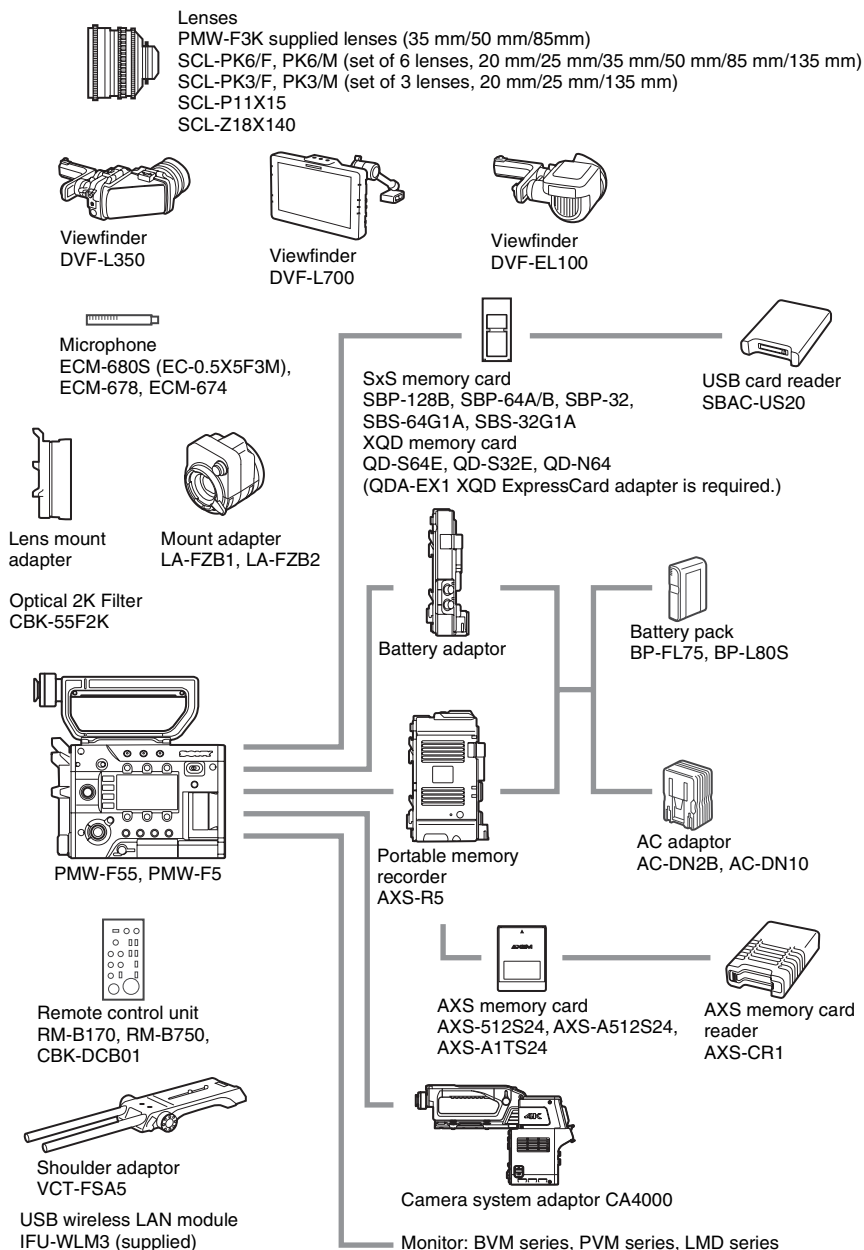 Lenses
PMW-F3K supplied lenses (35 mm/50 mm/85mm)
SCL-PK6/F, PK6/M (set of 6 lenses, 20 mm/25 mm/35 mm/50 mm/85 mm/135 mm)
SCL-PK3/F, PK3/M (set of 3 lenses, 20 mm/25 mm/135 mm)
SCL-P11X15
SCL-Z18X140
Viewfinder
DVF-L350
Viewfinder
DVF-L700
Viewfinder
DVF-EL100
Microphone
ECM-680S (EC-0.5X5F3M),
ECM-678, ECM-674
SxS memory card
SBP-128B, SBP-64A/B, SBP-32,
SBS-64G1A, SBS-32G1A
XQD memory card
QD-S64E, QD-S32E, QD-N64
(QDA-EX1 XQD ExpressCard adapter is required.)
USB card reader
SBAC-US20
Lens mount
adapter
Mount adapter
LA-FZB1, LA-FZB2
Optical 2K Filter
CBK-55F2K
Battery adaptor
Battery pack
BP-FL75, BP-L80S
PMW-F55, PMW-F5
Portable memory
recorder
AXS-R5
AC adaptor
AC-DN2B, AC-DN10
Remote control unit
RM-B170, RM-B750,
CBK-DCB01
AXS memory card
AXS-512S24, AXS-A512S24,
AXS-A1TS24
AXS memory card
reader
AXS-CR1
4K
Shoulder adaptor
VCT-FSA5
Camera system adaptor CA4000
USB wireless LAN module
IFU-WLM3 (supplied)
Monitor: BVM series, PVM series, LMD series